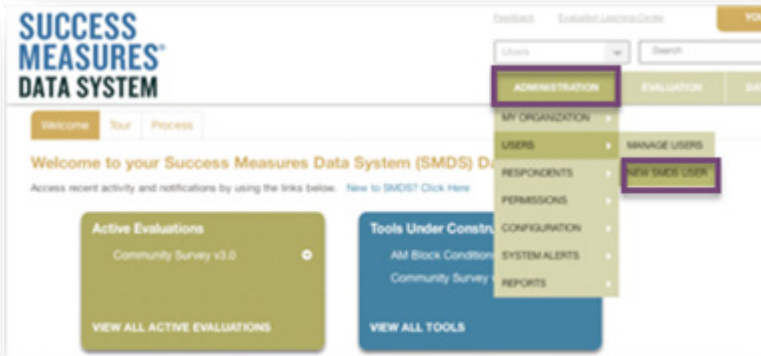 SUCCESS
MEASURES®
DATA SYSTEM
Feedback Evaluation Learning Center
YOU
Users Search
ADMINISTRATION EVALUATION DA
Welcome Tour Process
MY ORGANIZATION
USERS
MANAGE USERS
NEW SMDS USER
RESPONDENTS
PERMISSIONS
CONFIGURATION
SYSTEM ALERTS
REPORTS
Welcome to your Success Measures Data System (SMDS) Da
Access recent activity and notifications by using the links below. New to SMDS? Click Here
Active Evaluations
Community Survey v3.0
VIEW ALL ACTIVE EVALUATIONS
Tools Under Constru
AM Block Condition
Community Survey v
VIEW ALL TOOLS